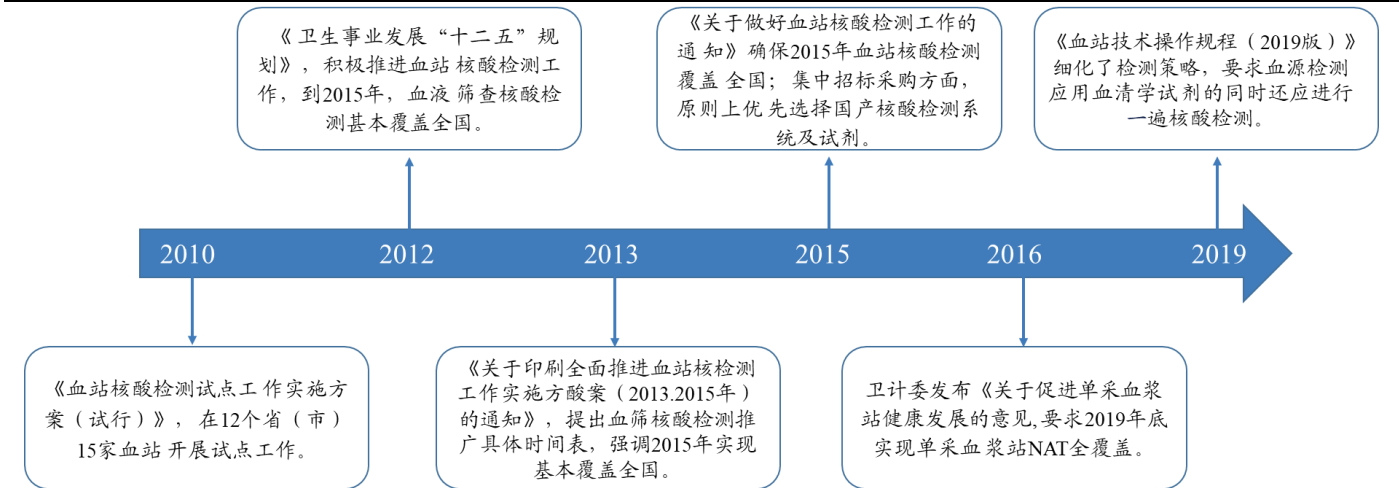 《卫生事业发展“十二五”规
划》，积极推进血站 核酸检测工
作，到2015年，血液 筛查核酸检
测基本覆盖全国。
《关于做好血站核酸检测工作的
通 知》确保2015年血站核酸检测
覆盖 全国；集中招标采购方面，
原则上优 先选择国产核酸检测系
统及试剂。
《血站技术操作规程（2019版）》
细化了检测策略，要求血源检测
应用血清学试剂的同时还应进行
一遍核酸检测。
2010
2012
2013
2015
2016
2019
《血站核酸检测试点工 作实施方
案（试行）》，在12个省（市）
15家血站 开展试点工作。
《关于印刷全面推进血站核检测
工作实施方酸案（2013.2015年）
的通知》，提出血筛核酸检测推
广具体时间表，强调2015年实现
基本覆盖全国。
卫计委发布《关于促进单采血浆
站健康发展的意见,要求2019年底
实现单采血 浆站NAT全覆盖。